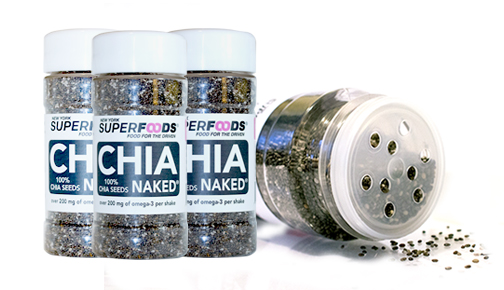 NEW YORK
SUPERFOODS®
FOOD FOR THE DRIVEN
CHIA
100%
CHIA SEEDS
NAKED®
over 200 mg of omega-3 per shake